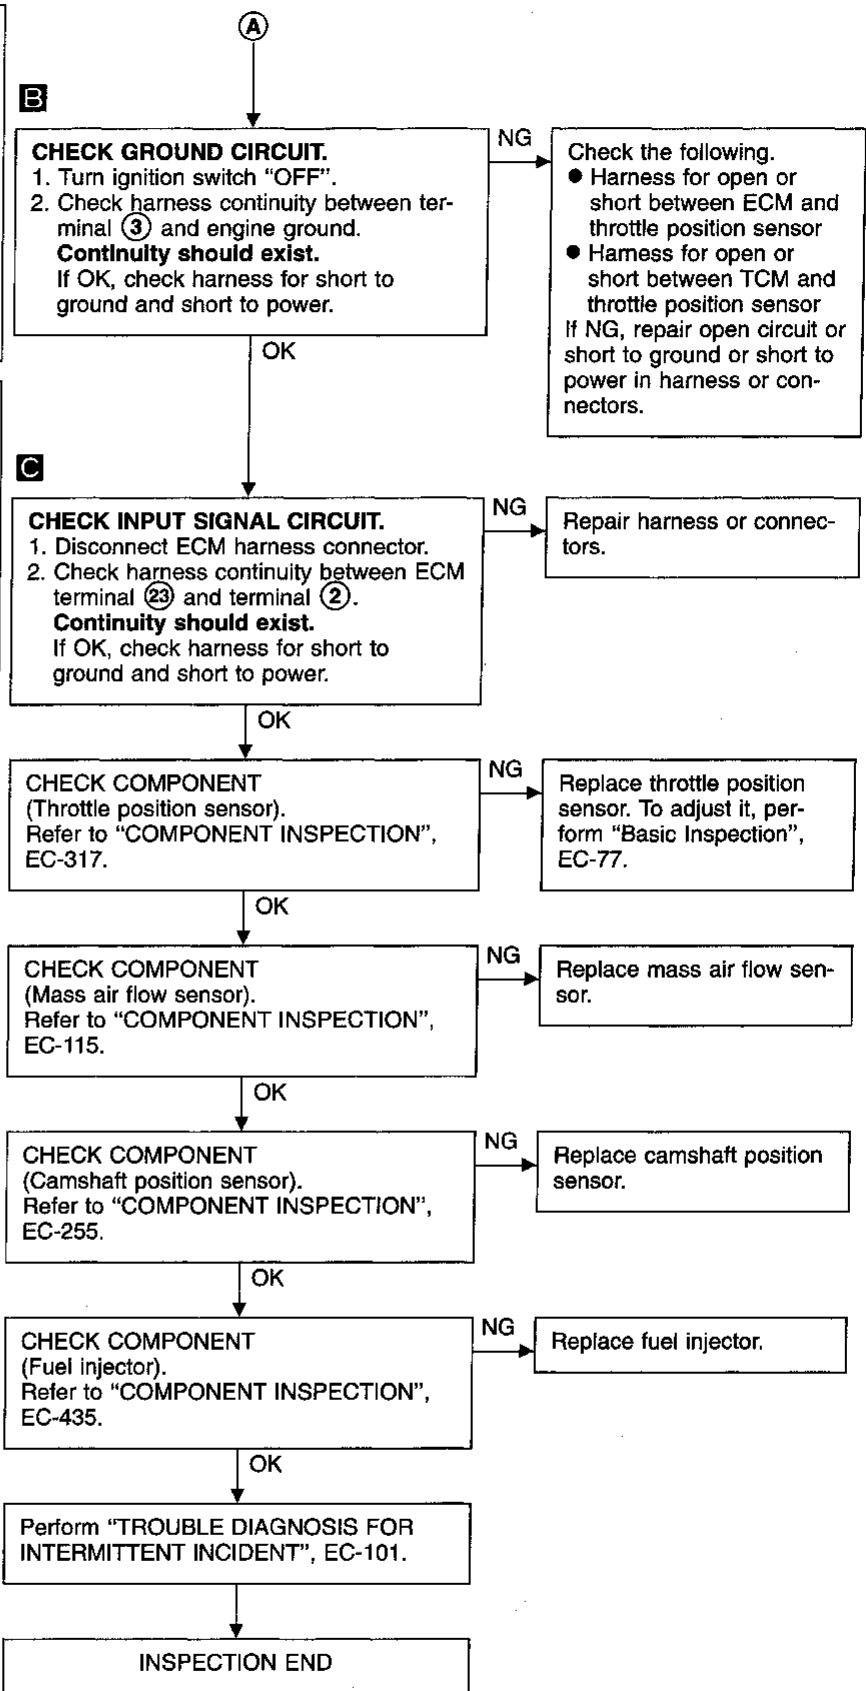 A
B
CHECK GROUND CIRCUIT.
1. Turn ignition switch “OFF”.
2. Check harness continuity between ter-
minal 3 and engine ground.
Continuity should exist.
If OK, check harness for short to
ground and short to power.
NG
Check the following.
● Harness for open or
short between ECM and
throttle position sensor
● Harness for open or
short between TCM and
throttle position sensor
If NG, repair open circuit or
short to ground or short to
power in harness or con-
nectors.
OK
C
CHECK INPUT SIGNAL CIRCUIT.
1. Disconnect ECM harness connector.
2. Check harness continuity between ECM
terminal 23 and terminal 2.
Continuity should exist.
If OK, check harness for short to
ground and short to power.
NG
Repair harness or connec-
tors.
OK
CHECK COMPONENT
(Throttle position sensor).
Refer to “COMPONENT INSPECTION”,
EC-317.
NG
Replace throttle position
sensor. To adjust it, per-
form “Basic Inspection”,
EC-77.
OK
CHECK COMPONENT
(Mass air flow sensor).
Refer to “COMPONENT INSPECTION”,
EC-115.
NG
Replace mass air flow sen-
sor.
OK
CHECK COMPONENT
(Camshaft position sensor).
Refer to “COMPONENT INSPECTION”,
EC-255.
NG
Replace camshaft position
sensor.
OK
CHECK COMPONENT
(Fuel injector).
Refer to “COMPONENT INSPECTION”,
EC-435.
NG
Replace fuel injector.
OK
Perform “TROUBLE DIAGNOSIS FOR
INTERMITTENT INCIDENT”, EC-101.
INSPECTION END